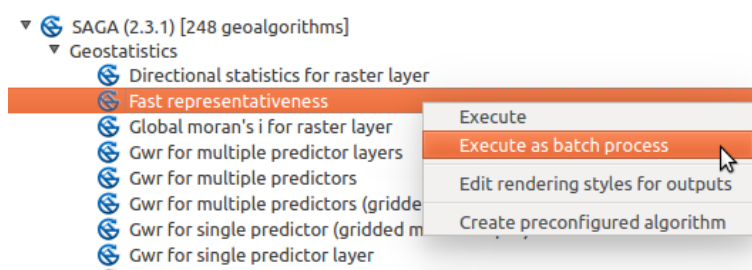 SAGA (2.3.1) [248 geoalgorithms]
Geostatistics
Directional statistics for raster layer
Fast representativeness
Global moran's i for raster layer
Gwr for multiple predictor layers
Gwr for multiple predictors
Gwr for multiple predictors (gridde
Gwr for single predictor (gridded m
Gwr for single predictor layer
Execute
Execute as batch process
Edit rendering styles for outputs
Create preconfigured algorithm